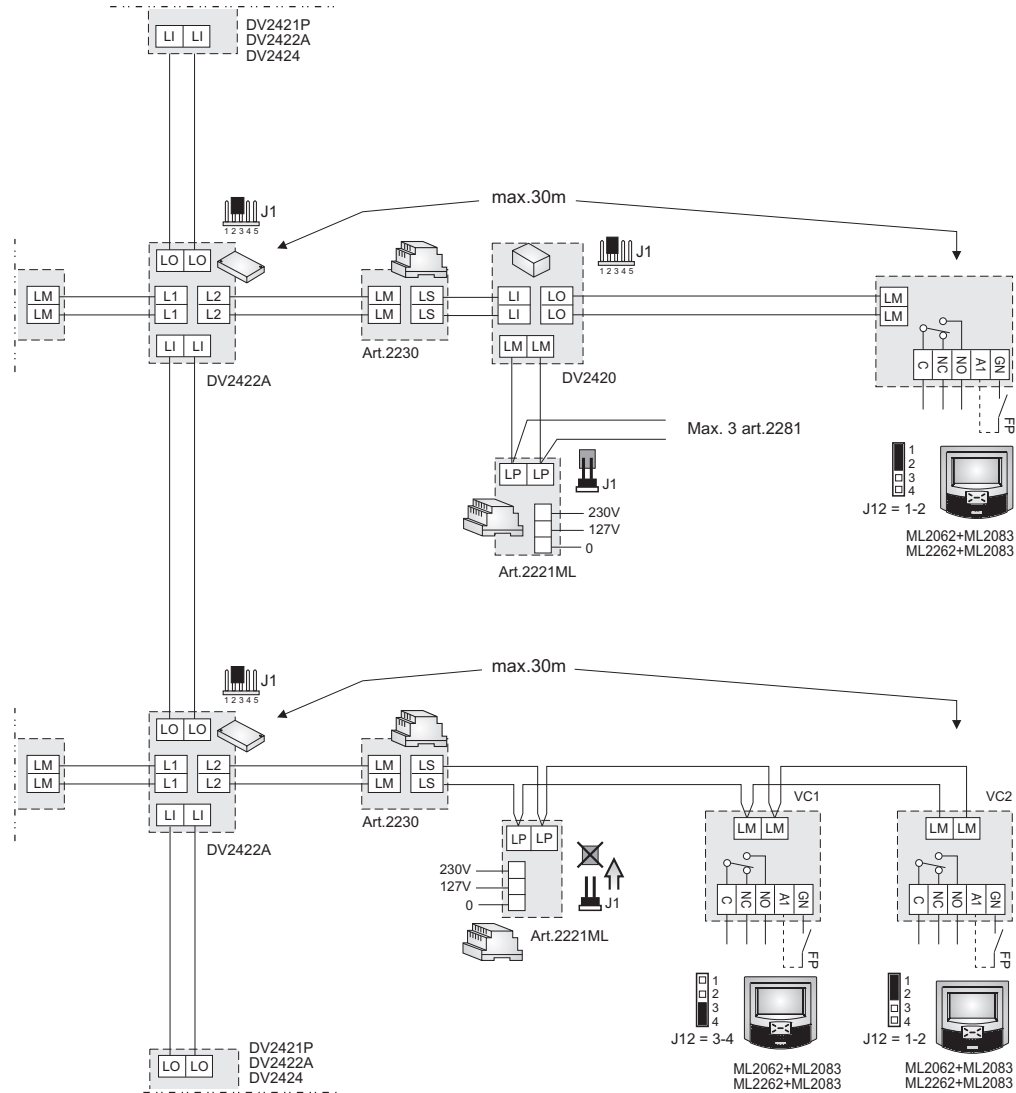 LI LI
DV2421P
DV2422A
DV2424
max.30m
J1
1 2 3 4 5
J1
1 2 3 4 5
LO LO
LM
LM
L1
L1
L2
L2
LM
LM
LS
LS
LI
LI
LO
LO
LM
LM
LI LI
LM LM
Art.2230
DV2422A
DV2420
C NC NO A1 GN
FP
Max. 3 art.2281
LP LP
J1
230V
127V
0
Art.2221ML
1
2
3
4
J12 = 1-2
ML2062+ML2083
ML2262+ML2083
max.30m
J1
1 2 3 4 5
LO LO
LM
LM
L1
L1
L2
L2
LM
LM
LS
LS
LI LI
Art.2230
DV2422A
VC1
VC2
LM LM
LM LM
LP LP
230V
127V
0
J1
Art.2221ML
C NC NO A1 GN
FP
C NC NO A1 GN
FP
1
2
3
4
J12 = 3-4
ML2062+ML2083
ML2262+ML2083
1
2
3
4
J12 = 1-2
ML2062+ML2083
ML2262+ML2083
LO LO
DV2421P
DV2422A
DV2424